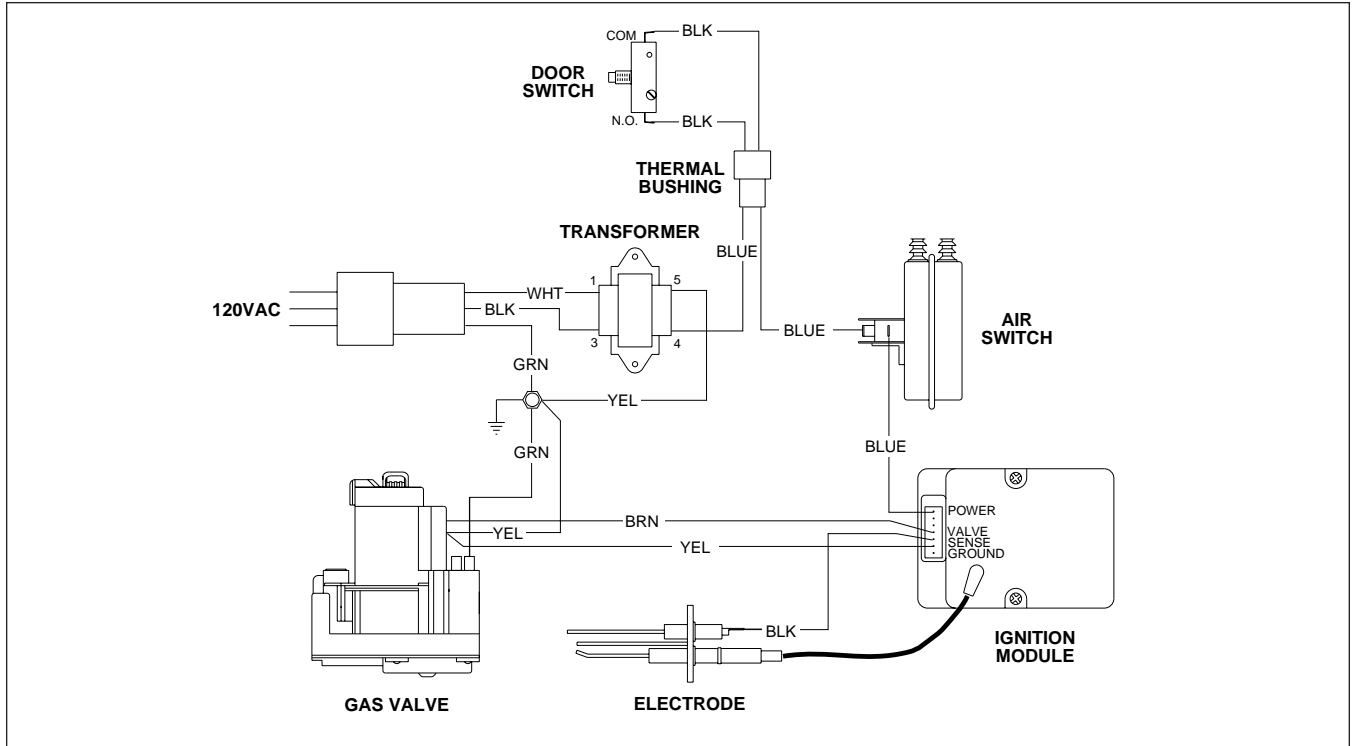 COM
BLK
DOOR
SWITCH
N.O.
BLK
THERMAL
BUSHING
TRANSFORMER
BLUE
1
5
WHT
120VAC
BLK
BLUE
AIR
SWITCH
3
4
GRN
YEL
BLUE
GRN
POWER
BRN
VALVE
YEL
SENSE
YEL
GROUND
BLK
IGNITION
MODULE
GAS VALVE
ELECTRODE